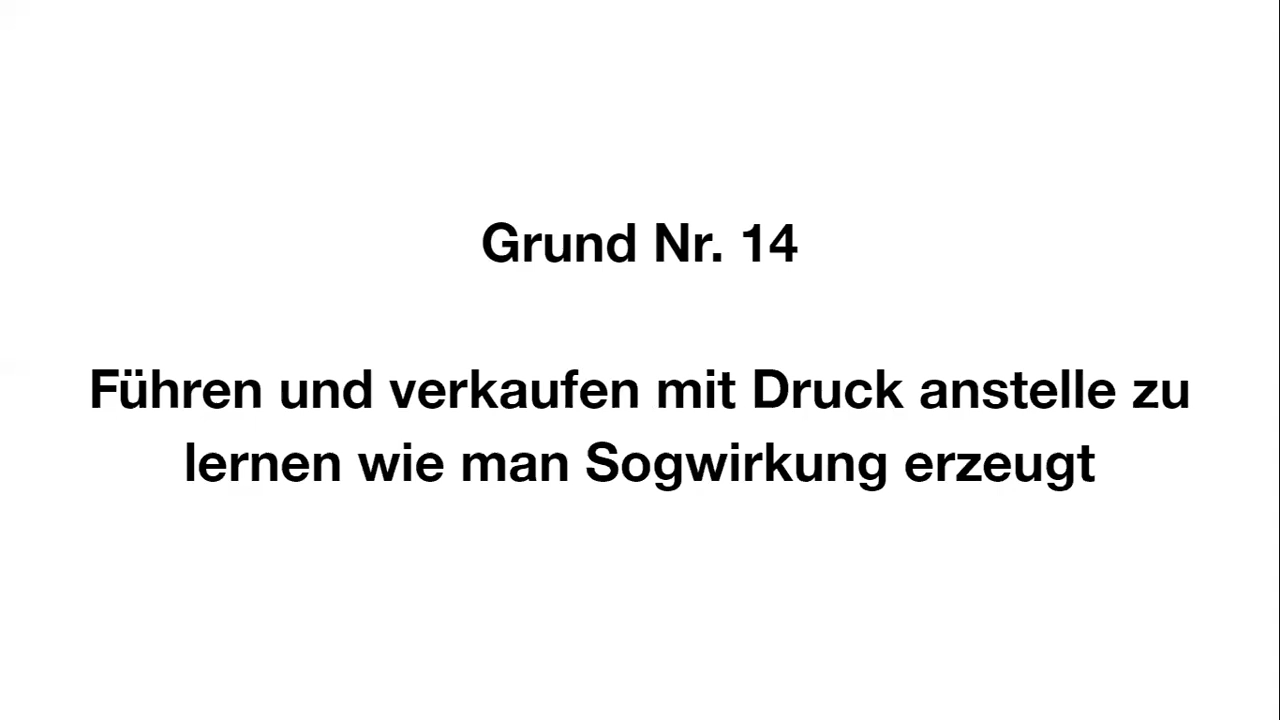 Grund Nr. 14
Führen und verkaufen mit Druck anstelle zu
lernen wie man Sogwirkung erzeugt